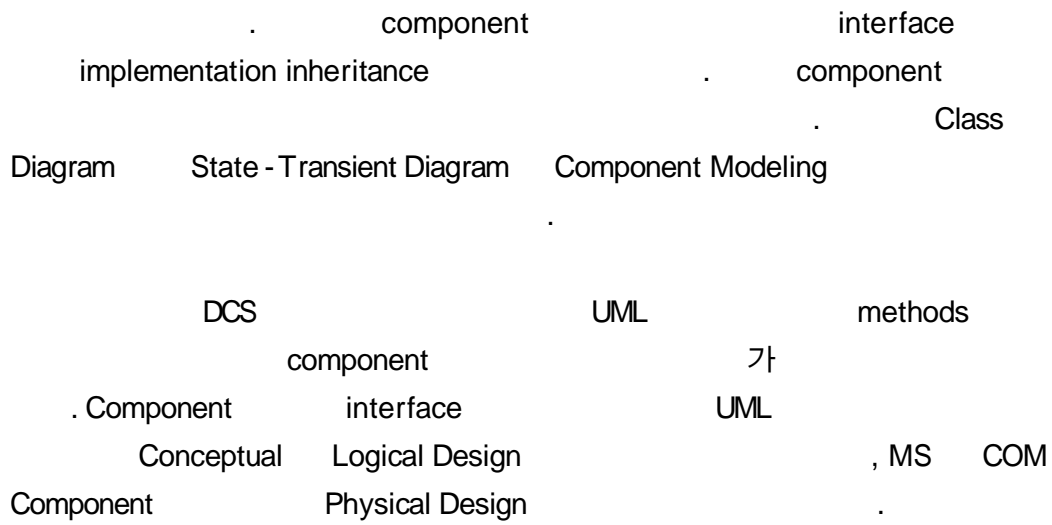 . component interface
implementation inheritance . component
. Class
Diagram State - Transient Diagram Component Modeling
.
DCS UML methods
component 가
. Component interface UML
Conceptual Logical Design , MS COM
Component Physical Design .